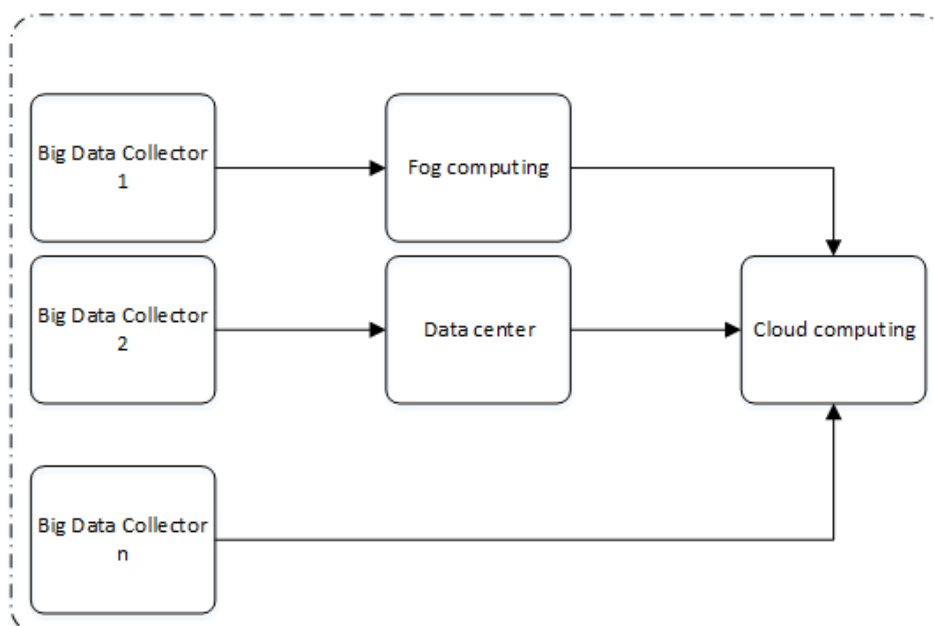 Big Data Collector
1
Fog computing
Big Data Collector
2
Data center
Cloud computing
Big Data Collector
n